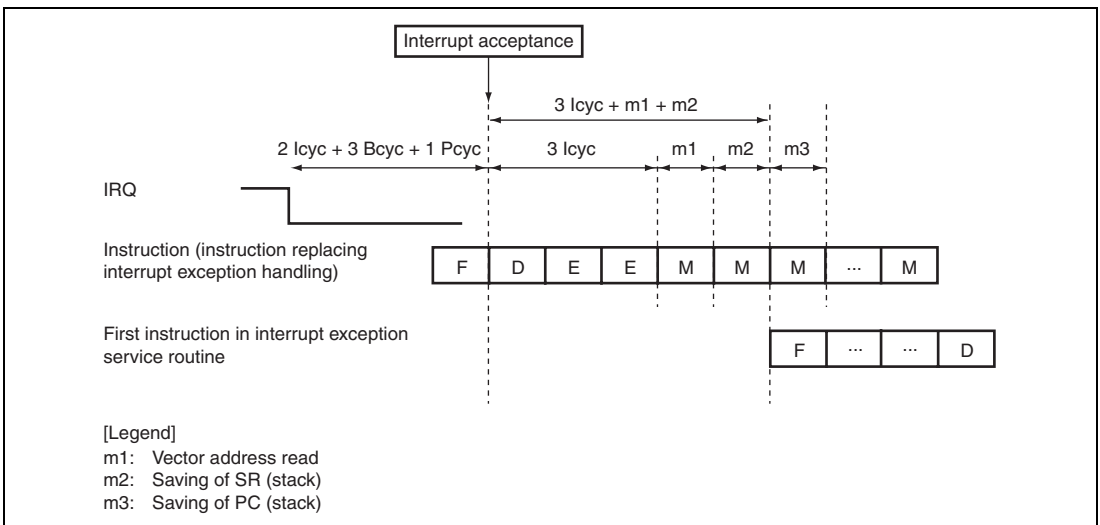 Interrupt acceptance
3 Icyc + m1 + m2
2 Icyc + 3 Bcyc + 1 Pcyc
3 Icyc
m1
m2
m3
IRQ
Instruction (instruction replacing
interrupt exception handling)
F D E E M M M ... M
First instruction in interrupt exception
service routine
F ... ... D
[Legend]
m1: Vector address read
m2: Saving of SR (stack)
m3: Saving of PC (stack)